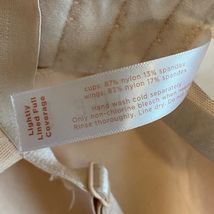 Lightly
Lined Full
Coverage
cups: 87% nylon 13% spandex
wings: 83% nylon 17% spandex
Hand wash cold separately
Only non-chlorine bleach when
Rinse thoroughly. Line dry.